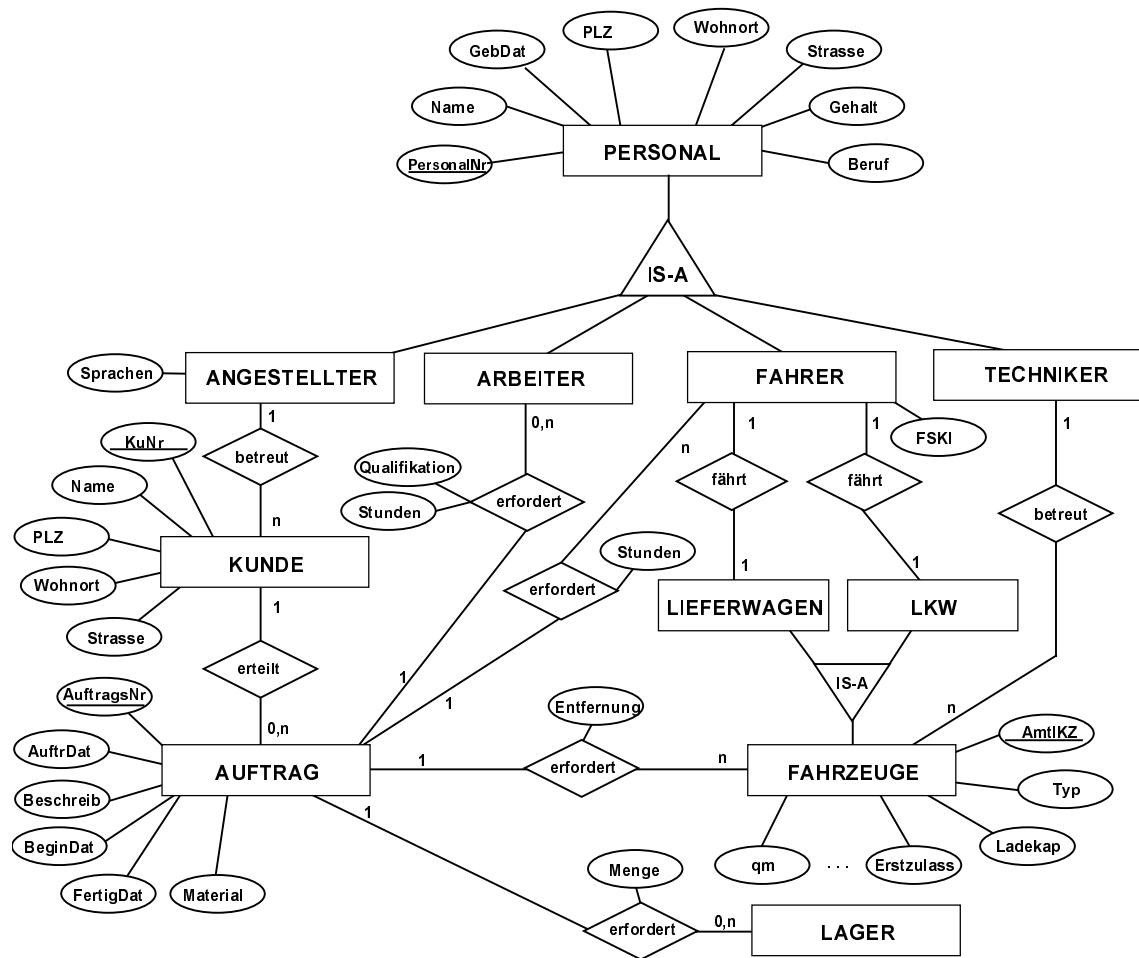 PLZ
Wohnort
GebDat
Strasse
Name
Gehalt
PERSONAL
PersonalNr
Beruf
IS-A
Sprachen
ANGESTELLTER
ARBEITER
FAHRER
TECHNIKER
1
0,n
1
1
1
FSKl
KuNr
betreut
n
Qualifikation
fährt
fährt
Name
Stunden
erfordert
betreut
n
PLZ
KUNDE
Stunden
1
1
Wohnort
erfordert
1
LIEFERWAGEN
LKW
Strasse
erteilt
1
IS-A
AuftragsNr
1
Entfernung
n
0,n
AmtlKZ
AuftrDat
AUFTRAG
1
erfordert
n
FAHRZEUGE
Typ
Beschreib
1
BeginDat
Ladekap
qm
. . .
Erstzulass
Menge
FertigDat
Material
erfordert
0,n
LAGER